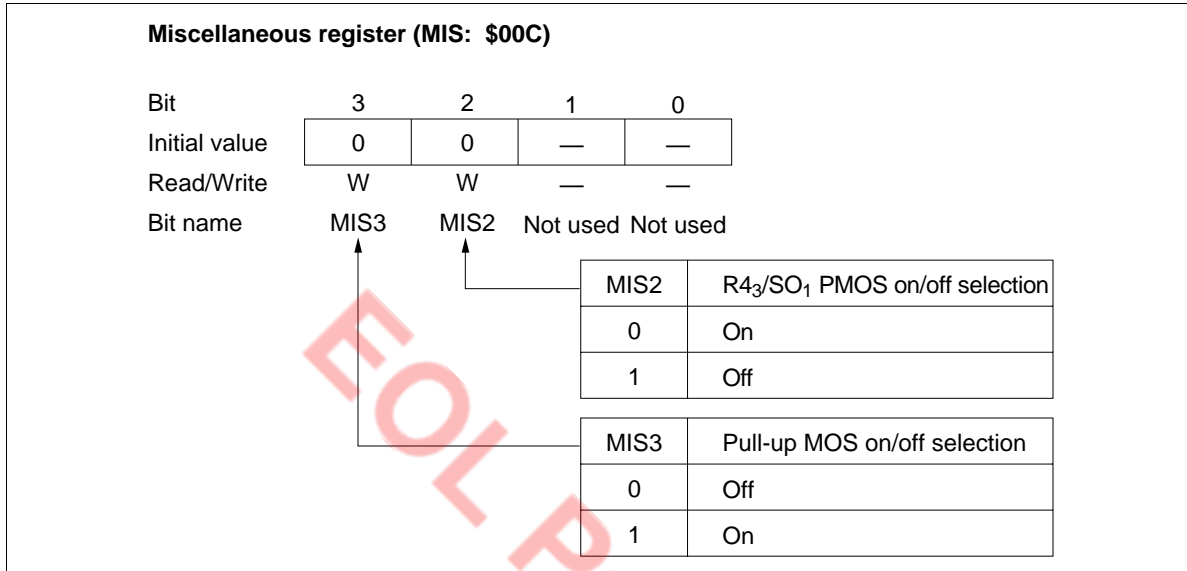 Miscellaneous register (MIS: $00C)
Bit 3 2 1 0
Initial value 0 0 — —
Read/Write W W — —
Bit name MIS3 MIS2 Not used Not used
MIS2 R4₃/SO₁ PMOS on/off selection
0 On
1 Off
MIS3 Pull-up MOS on/off selection
0 Off
1 On
EOL P